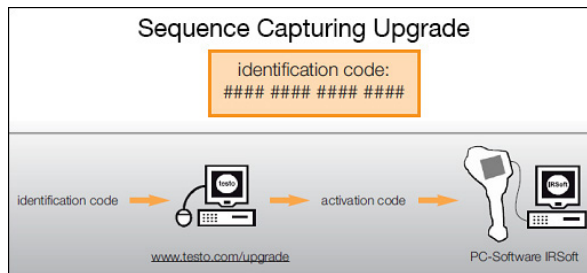 Sequence Capturing Upgrade
identification code:
#### #### #### ####
identification code
testo
activation code
IRSoft
www.testo.com/upgrade
PC-Software IRSoft